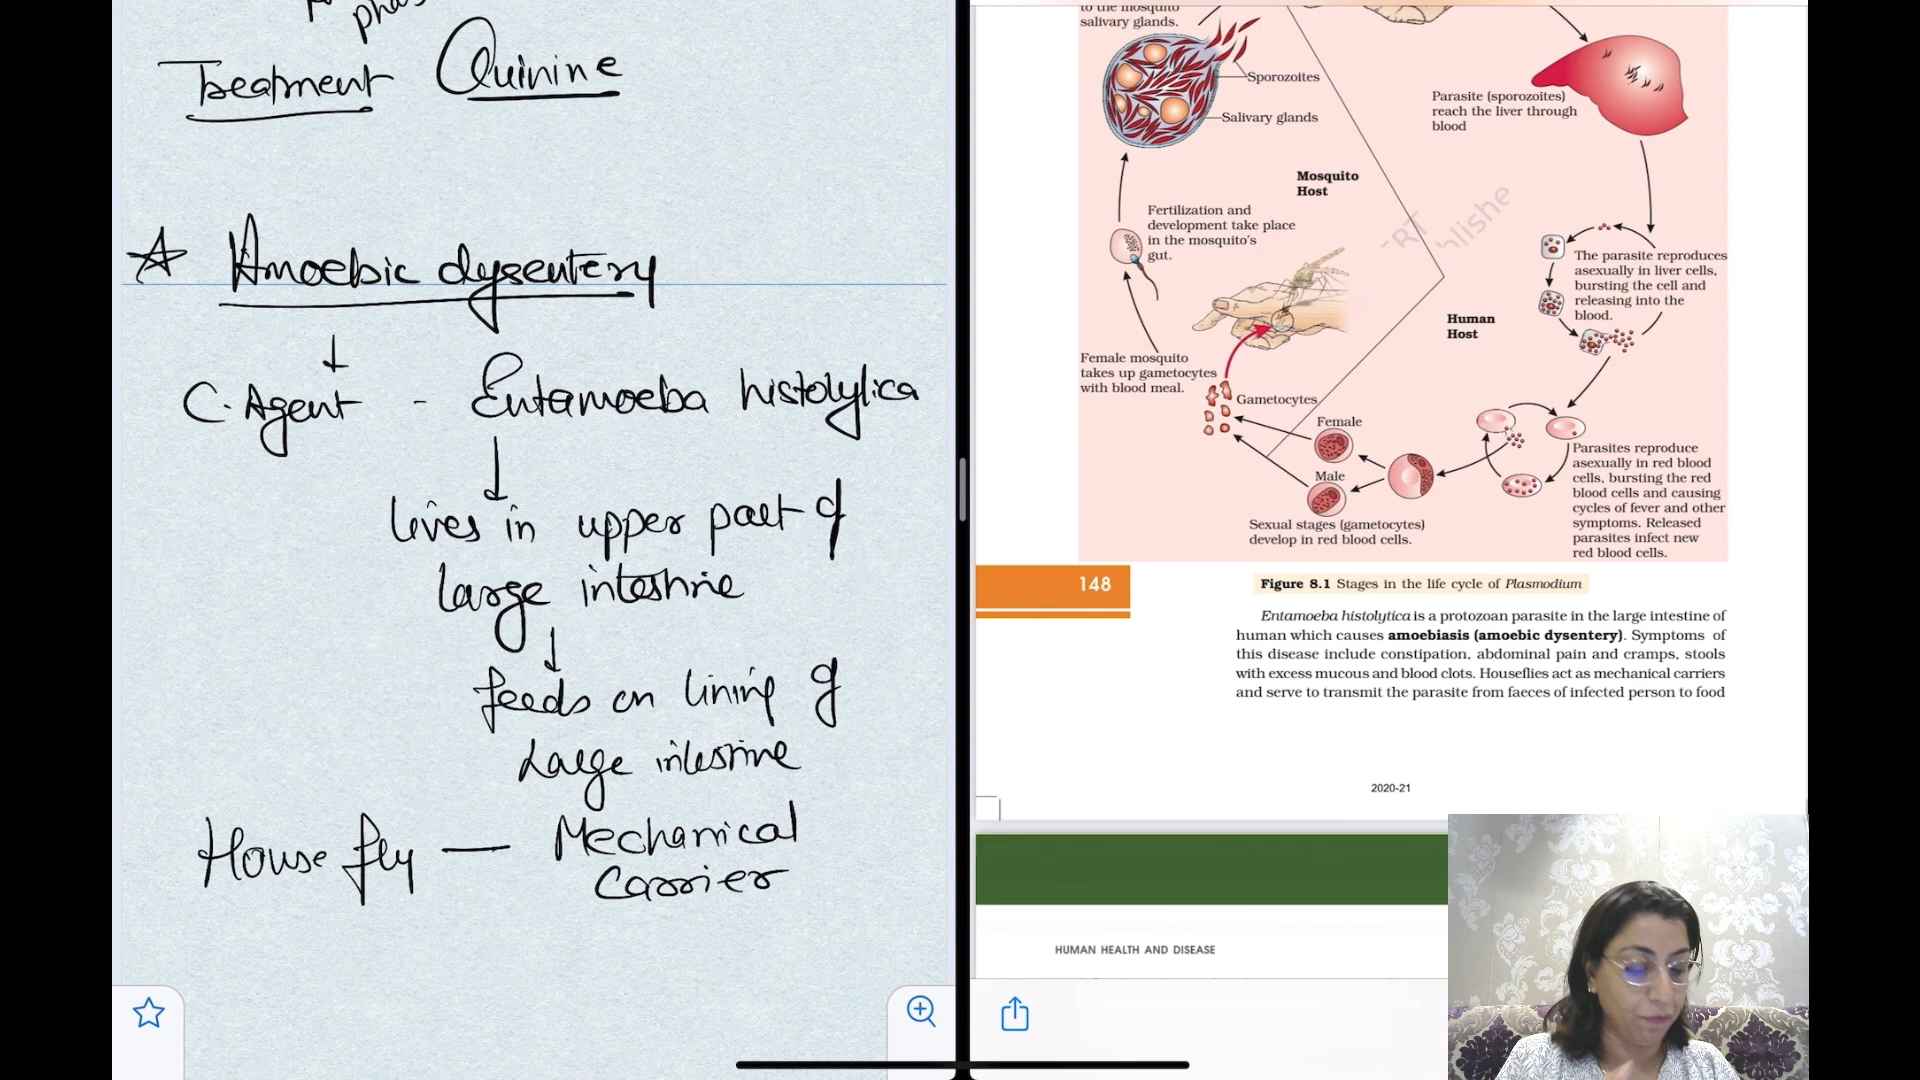 phas
Treatment Quinine
☆ Amoebic dysentery
C. Agent - Entamoeba histolylica
lives in upper part of
large intestine
feeds on lining of
Large intestine
House fly — Mechanical
Carrier
to the mosquito
salivary glands.
Sporozoites
Salivary glands
Parasite (sporozoites)
reach the liver through
blood
Mosquito
Host
Fertilization and
development take place
in the mosquito's
gut.
The parasite reproduces
asexually in liver cells,
bursting the cell and
releasing into the
blood.
Human
Host
Female mosquito
takes up gametocytes
with blood meal.
Gametocytes
Female
Male
Sexual stages (gametocytes)
develop in red blood cells.
Parasites reproduce
asexually in red blood
cells, bursting the red
blood cells and causing
cycles of fever and other
symptoms. Released
parasites infect new
red blood cells.
148
Figure 8.1 Stages in the life cycle of Plasmodium
Entamoeba histolytica is a protozoan parasite in the large intestine of
human which causes amoebiasis (amoebic dysentery). Symptoms of
this disease include constipation, abdominal pain and cramps, stools
with excess mucous and blood clots. Houseflies act as mechanical carriers
and serve to transmit the parasite from faeces of infected person to food
2020-21
HUMAN HEALTH AND DISEASE